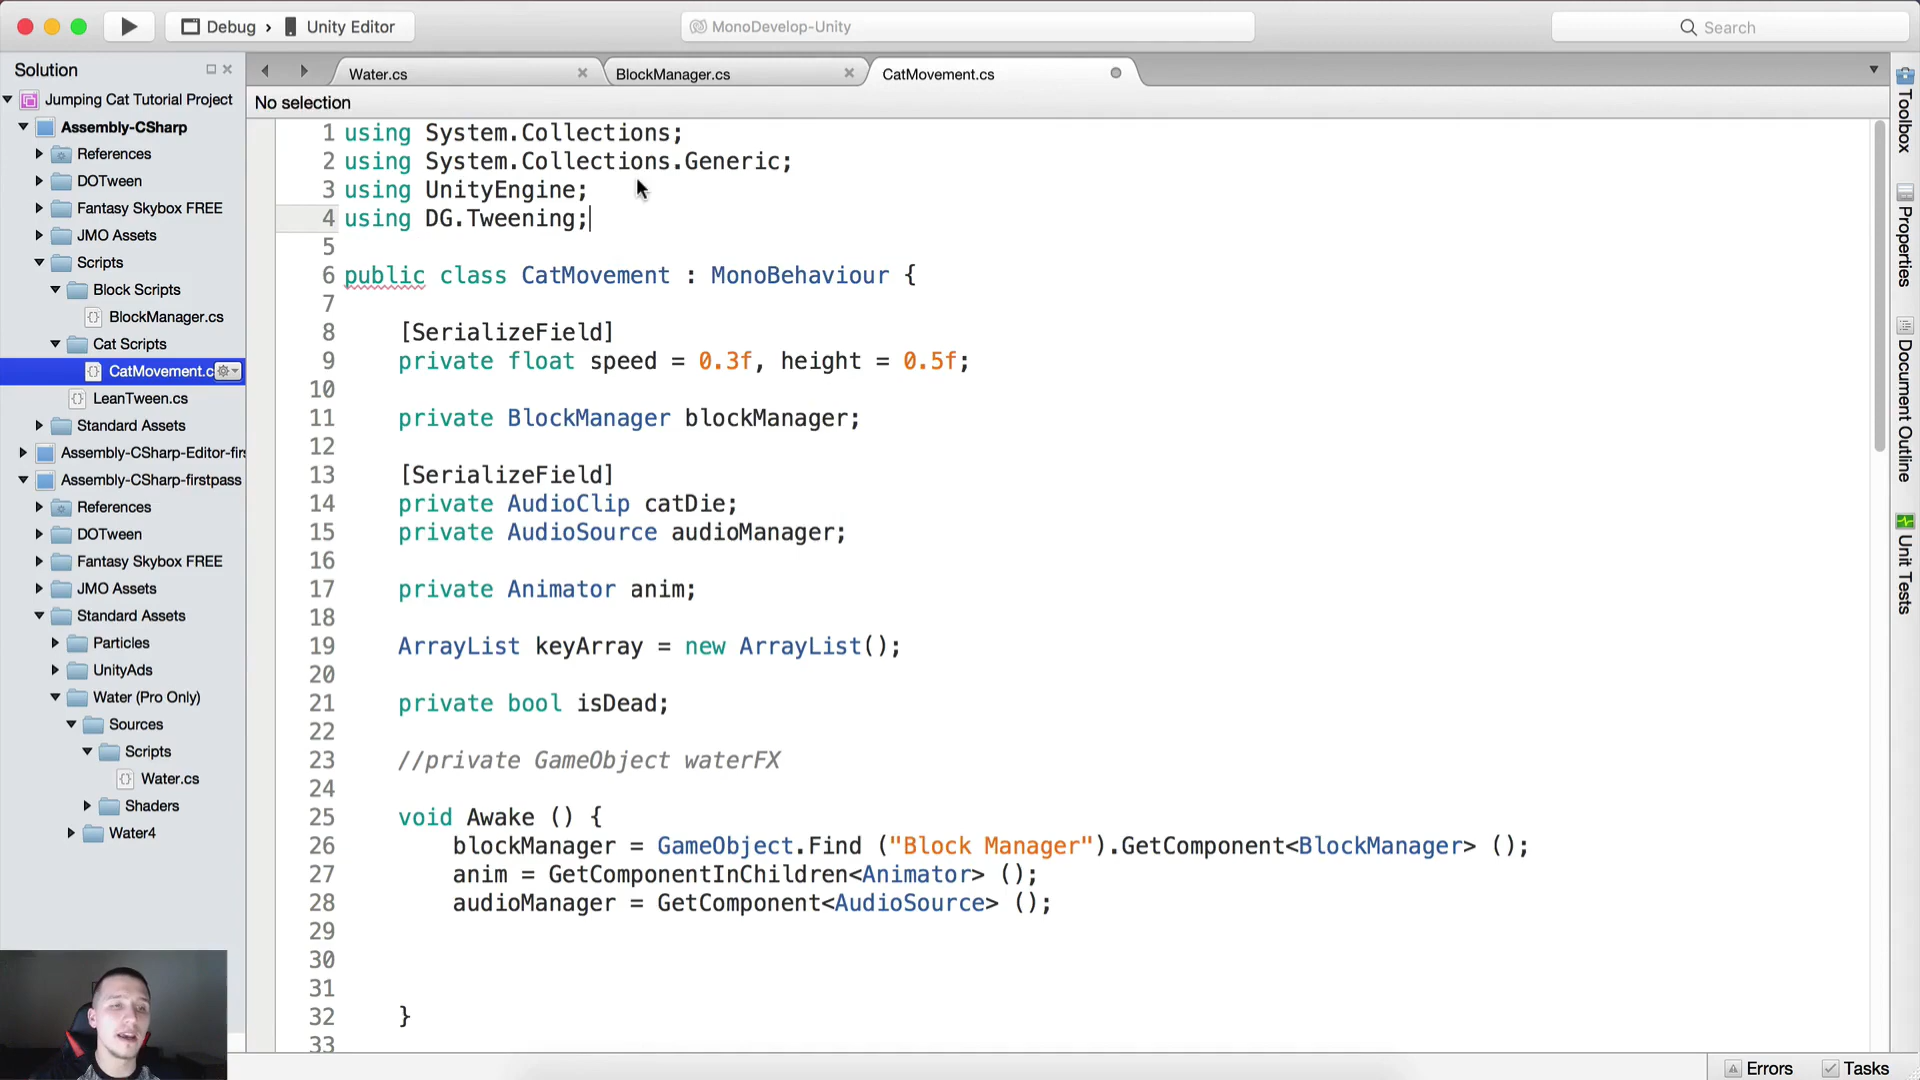 Debug › Unity Editor
MonoDevelop-Unity
Search
Solution
Jumping Cat Tutorial Project
Assembly-CSharp
References
DOTween
Fantasy Skybox FREE
JMO Assets
Scripts
Block Scripts
BlockManager.cs
Cat Scripts
CatMovement.c
LeanTween.cs
Standard Assets
Assembly-CSharp-Editor-firs
Assembly-CSharp-firstpass
References
DOTween
Fantasy Skybox FREE
JMO Assets
Standard Assets
Particles
UnityAds
Water (Pro Only)
Sources
Scripts
Water.cs
Shaders
Water4
Water.cs
BlockManager.cs
CatMovement.cs
No selection
1 using System.Collections;
2 using System.Collections.Generic;
3 using UnityEngine;
4 using DG.Tweening;
5
6 public class CatMovement : MonoBehaviour {
7
8 [SerializeField]
9 private float speed = 0.3f, height = 0.5f;
10
11 private BlockManager blockManager;
12
13 [SerializeField]
14 private AudioClip catDie;
15 private AudioSource audioManager;
16
17 private Animator anim;
18
19 ArrayList keyArray = new ArrayList();
20
21 private bool isDead;
22
23 //private GameObject waterFX
24
25 void Awake () {
26 blockManager = GameObject.Find ("Block Manager").GetComponent<BlockManager> ();
27 anim = GetComponentInChildren<Animator> ();
28 audioManager = GetComponent<AudioSource> ();
29
30
31
32 }
33
Toolbox
Properties
Document Outline
Unit Tests
Errors
Tasks